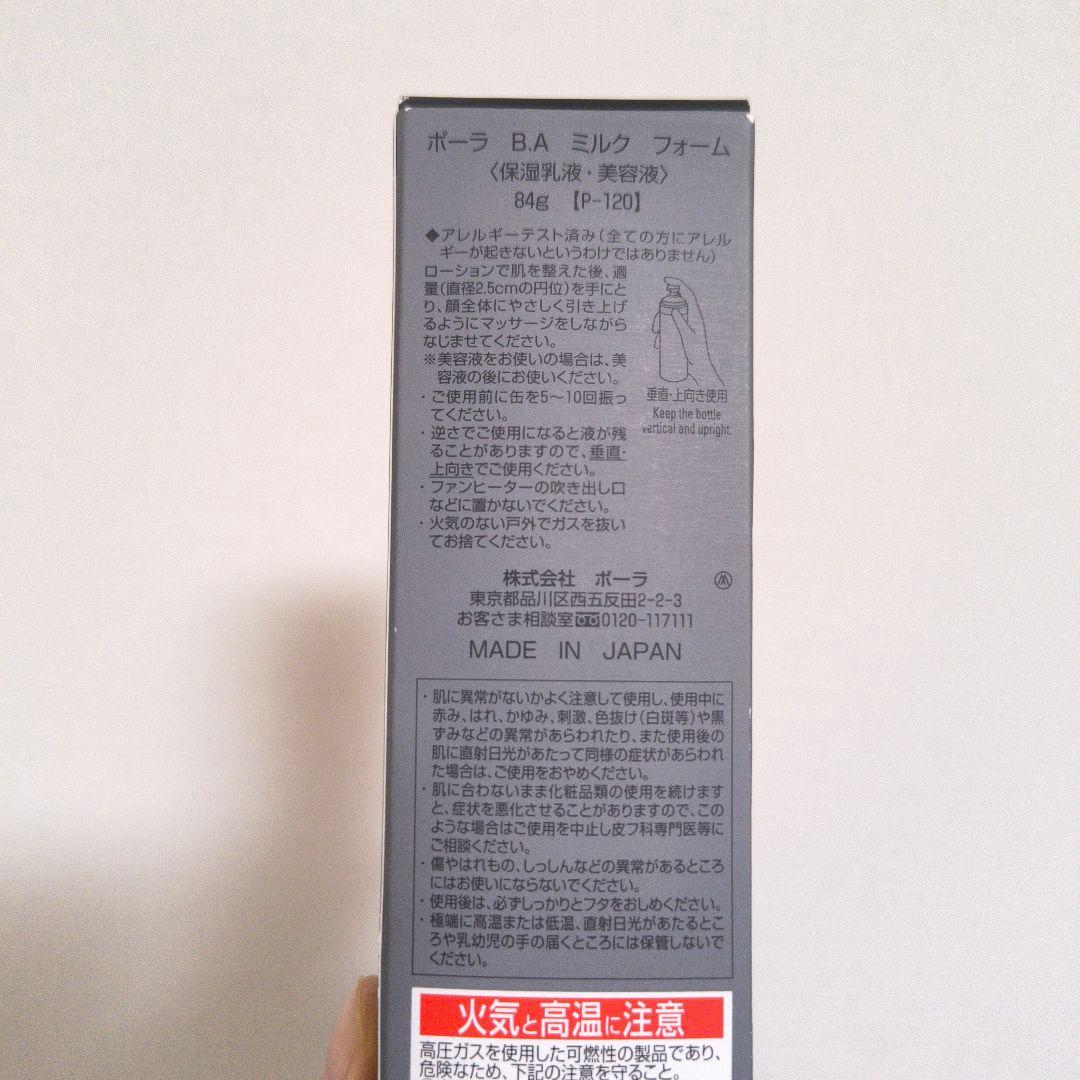 ポーラ B.A ミルク フォーム
〈保湿乳液・美容液〉
84g 【P-120】
◆アレルギーテスト済み(全ての方にアレル
ギーが起きないというわけではありません)
ローションで肌を整えた後、適
量(直径2.5cmの円位)を手にと
り、顔全体にやさしく引き上げ
るようにマッサージをしながら
なじませてください。
※美容液をお使いの場合は、美
容液の後にお使いください。
・ご使用前に缶を5〜10回振っ
てください。
・逆さでご使用になると液が残
ることがありますので、垂直・
上向きでご使用ください。
・ファンヒーターの吹き出し口
などに置かないでください。
・火気のない戸外でガスを抜い
てお捨てください。
垂直・上向き使用
Keep the bottle
vertical and upright.
株式会社 ポーラ
東京都品川区西五反田2-2-3
お客さま相談室0120-117111
MADE IN JAPAN
・肌に異常がないかよく注意して使用し、使用中に
赤み、はれ、かゆみ、刺激、色抜け(白斑等)や黒
ずみなどの異常があらわれたり、また使用後の
肌に直射日光があたって同様の症状があらわれ
た場合は、ご使用をおやめください。
・肌に合わないまま化粧品類の使用を続けます
と、症状を悪化させることがありますので、この
ような場合はご使用を中止し皮フ科専門医等に
ご相談ください。
・傷やはれもの、しっしんなどの異常があるところ
にはお使いにならないでください。
・使用後は、必ずしっかりとフタをおしめください。
・極端に高温または低温、直射日光があたるとこ
ろや乳幼児の手の届くところには保管しないで
ください。
火気と高温に注意
高圧ガスを使用した可燃性の製品であり、
危険なため、下記の注意を守ること。